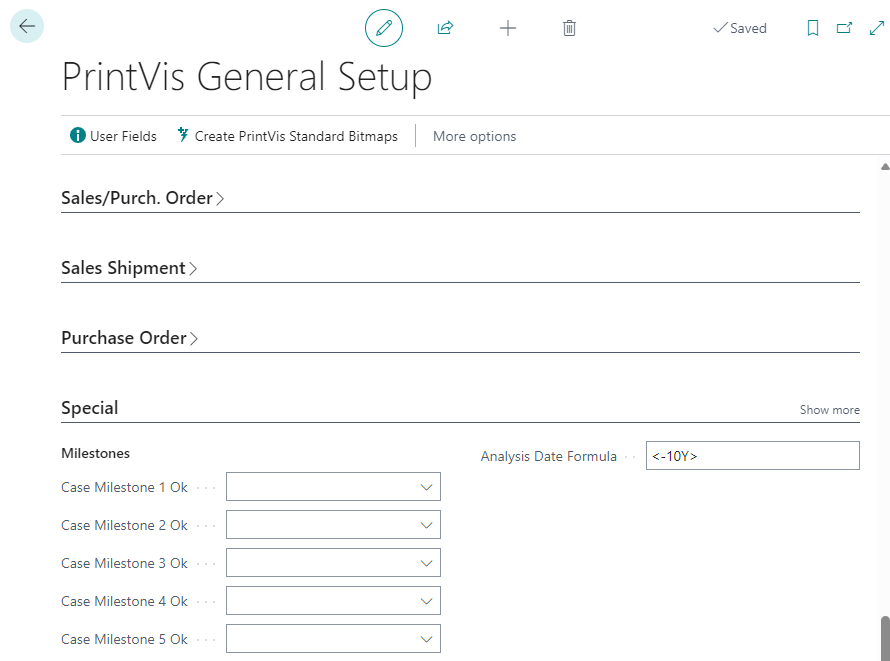 Saved
PrintVis General Setup
User Fields Create PrintVis Standard Bitmaps More options
Sales/Purch. Order
Sales Shipment
Purchase Order
Special Show more
Milestones
Analysis Date Formula <-10Y>
Case Milestone 1 Ok
Case Milestone 2 Ok
Case Milestone 3 Ok
Case Milestone 4 Ok
Case Milestone 5 Ok